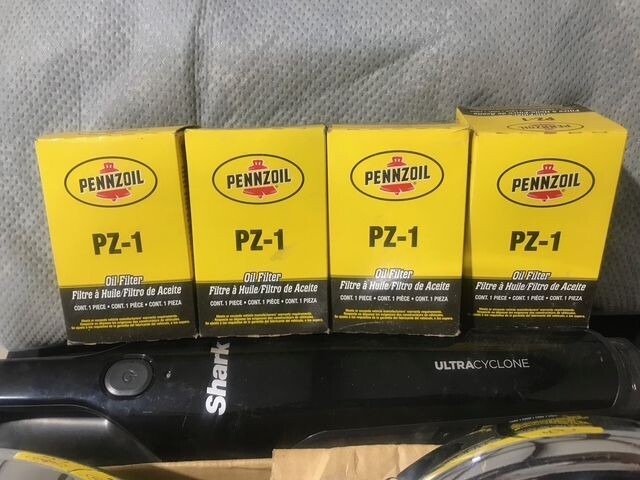 PENNZOIL
PZ-1
Oil Filter
Filtre à Huile/Filtro de Aceite
CONT. 1 PIECE • CONT. 1 PIÈCE • CONT. 1 PIEZA
PENNZOIL
PZ-1
Oil Filter
Filtre à Huile/Filtro de Aceite
CONT. 1 PIECE • CONT. 1 PIÈCE • CONT. 1 PIEZA
PENNZOIL
PZ-1
Oil Filter
Filtre à Huile/Filtro de Aceite
CONT. 1 PIECE • CONT. 1 PIÈCE • CONT. 1 PIEZA
PZ-1
PENNZOIL
PZ-1
Oil Filter
Filtre à Huile/Filtro de Aceite
CONT. 1 PIECE • CONT. 1 PIÈCE • CONT. 1 PIEZA
Shark
ULTRACYCLONE